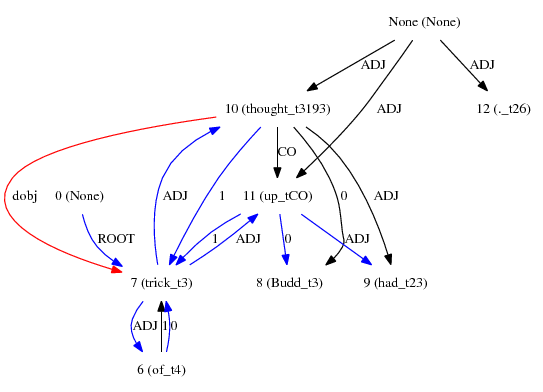 None (None)
ADJ ADJ
10 (thought_t3193) ADJ 12 (._t26)
CO
dobj 0 (None) ADJ 1 11 (up_tCO) 0 ADJ
ROOT 1 ADJ 0 ADJ
7 (trick_t3) 8 (Budd_t3) 9 (had_t23)
ADJ 1 0
6 (of_t4)